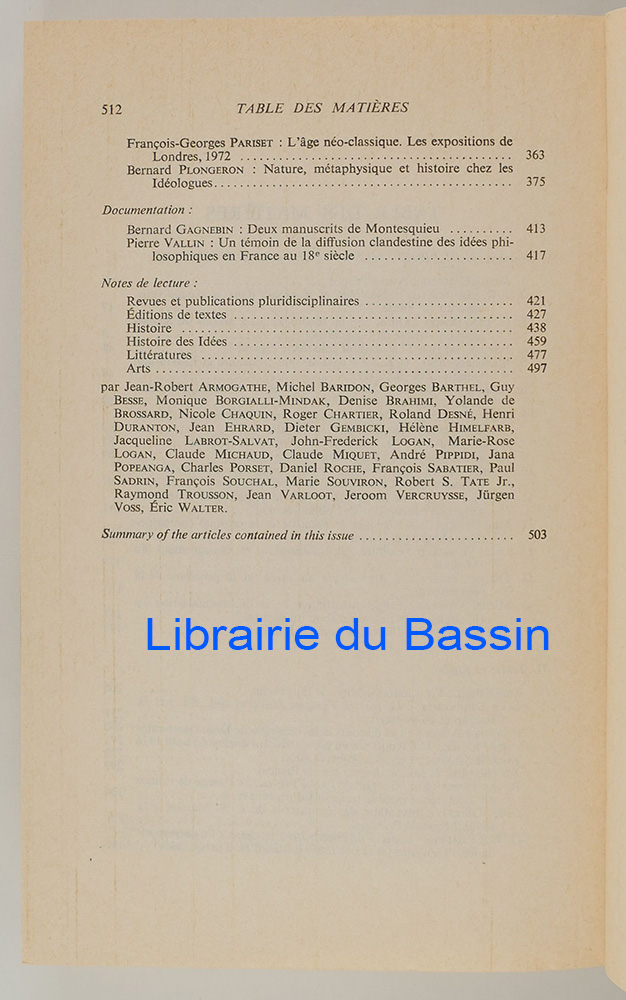 512 TABLE DES MATIÈRES
François-Georges PARISET : L'âge néo-classique. Les expositions de
Londres, 1972 ........................................ 363
Bernard PLONGERON : Nature, métaphysique et histoire chez les
Idéologues............................................ 375
Documentation :
Bernard GAGNEBIN : Deux manuscrits de Montesquieu .......... 413
Pierre VALLIN : Un témoin de la diffusion clandestine des idées phi-
losophiques en France au 18e siècle ...................... 417
Notes de lecture :
Revues et publications pluridisciplinaires ...................... 421
Éditions de textes .......................................... 427
Histoire .................................................. 438
Histoire des Idées .......................................... 459
Littératures ............................................... 477
Arts ...................................................... 497
par Jean-Robert ARMOGATHE, Michel BARIDON, Georges BARTHEL, Guy
BESSE, Monique BORGIALLI-MINDAK, Denise BRAHIMI, Yolande de
BROSSARD, Nicole CHAQUIN, Roger CHARTIER, Roland DESNÉ, Henri
DURANTON, Jean EHRARD, Dieter GEMBICKI, Hélène HIMELFARB,
Jacqueline LABROT-SALVAT, John-Frederick LOGAN, Marie-Rose
LOGAN, Claude MICHAUD, Claude MIQUET, André PIPPIDI, Jana
POPEANGA, Charles PORSET, Daniel ROCHE, François SABATIER, Paul
SADRIN, François SOUCHAL, Marie SOUVIRON, Robert S. TATE Jr.,
Raymond TROUSSON, Jean VARLOOT, Jeroom VERCRUYSSE, Jürgen
VOSS, Éric WALTER.
Summary of the articles contained in this issue ....................... 503
Librairie du Bassin